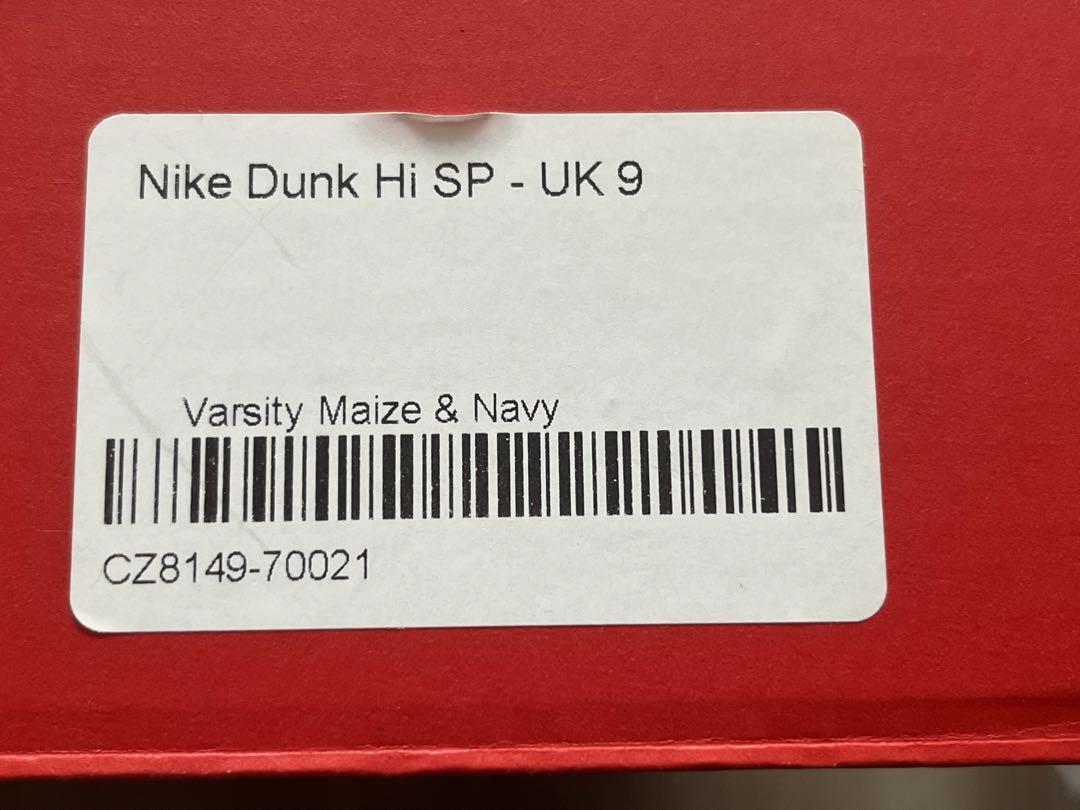 Nike Dunk Hi SP - UK 9
Varsity Maize & Navy
CZ8149-70021